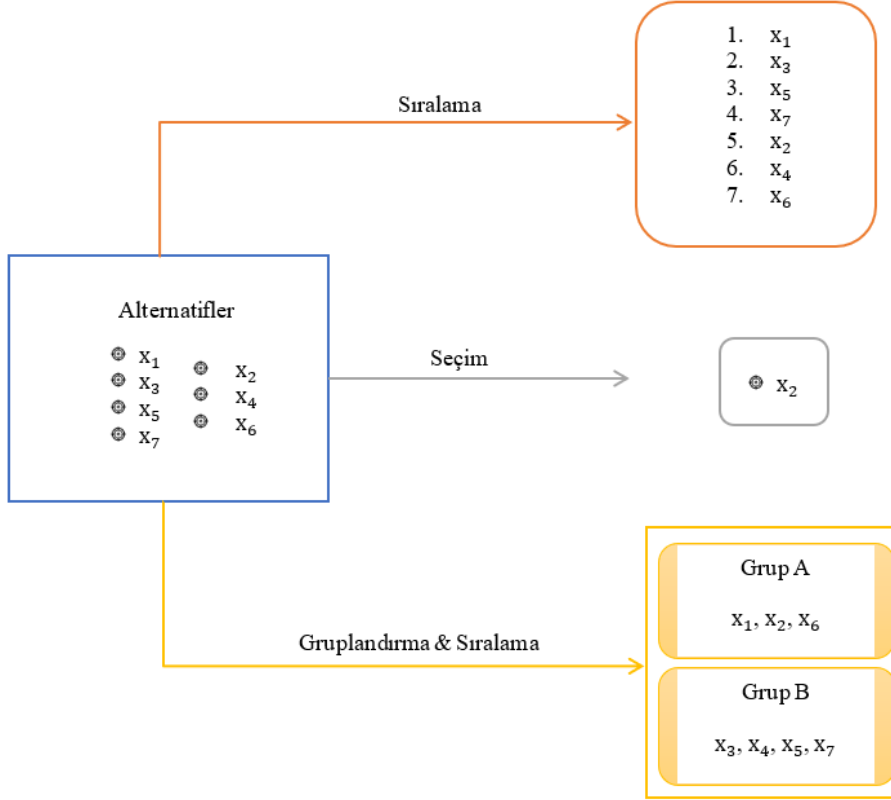 1. x₁
2. x₃
3. x₅
4. x₇
5. x₂
6. x₄
7. x₆
Sıralama
Alternatifler
x₁
x₃
x₅
x₇
x₂
x₄
x₆
Seçim
x₂
Gruplandırma & Sıralama
Grup A
x₁, x₂, x₆
Grup B
x₃, x₄, x₅, x₇